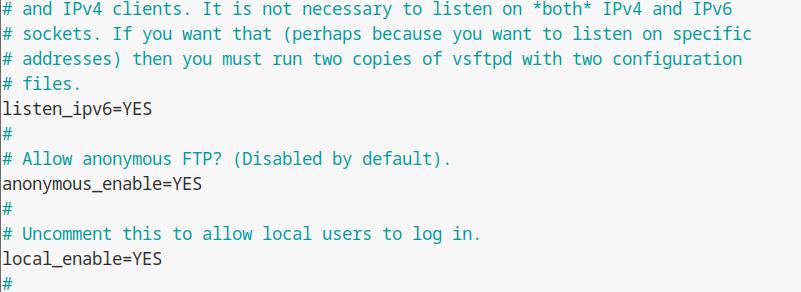 # and IPv4 clients. It is not necessary to listen on *both* IPv4 and IPv6
# sockets. If you want that (perhaps because you want to listen on specific
# addresses) then you must run two copies of vsftpd with two configuration
# files.
listen_ipv6=YES
#
# Allow anonymous FTP? (Disabled by default).
anonymous_enable=YES
#
# Uncomment this to allow local users to log in.
local_enable=YES
#